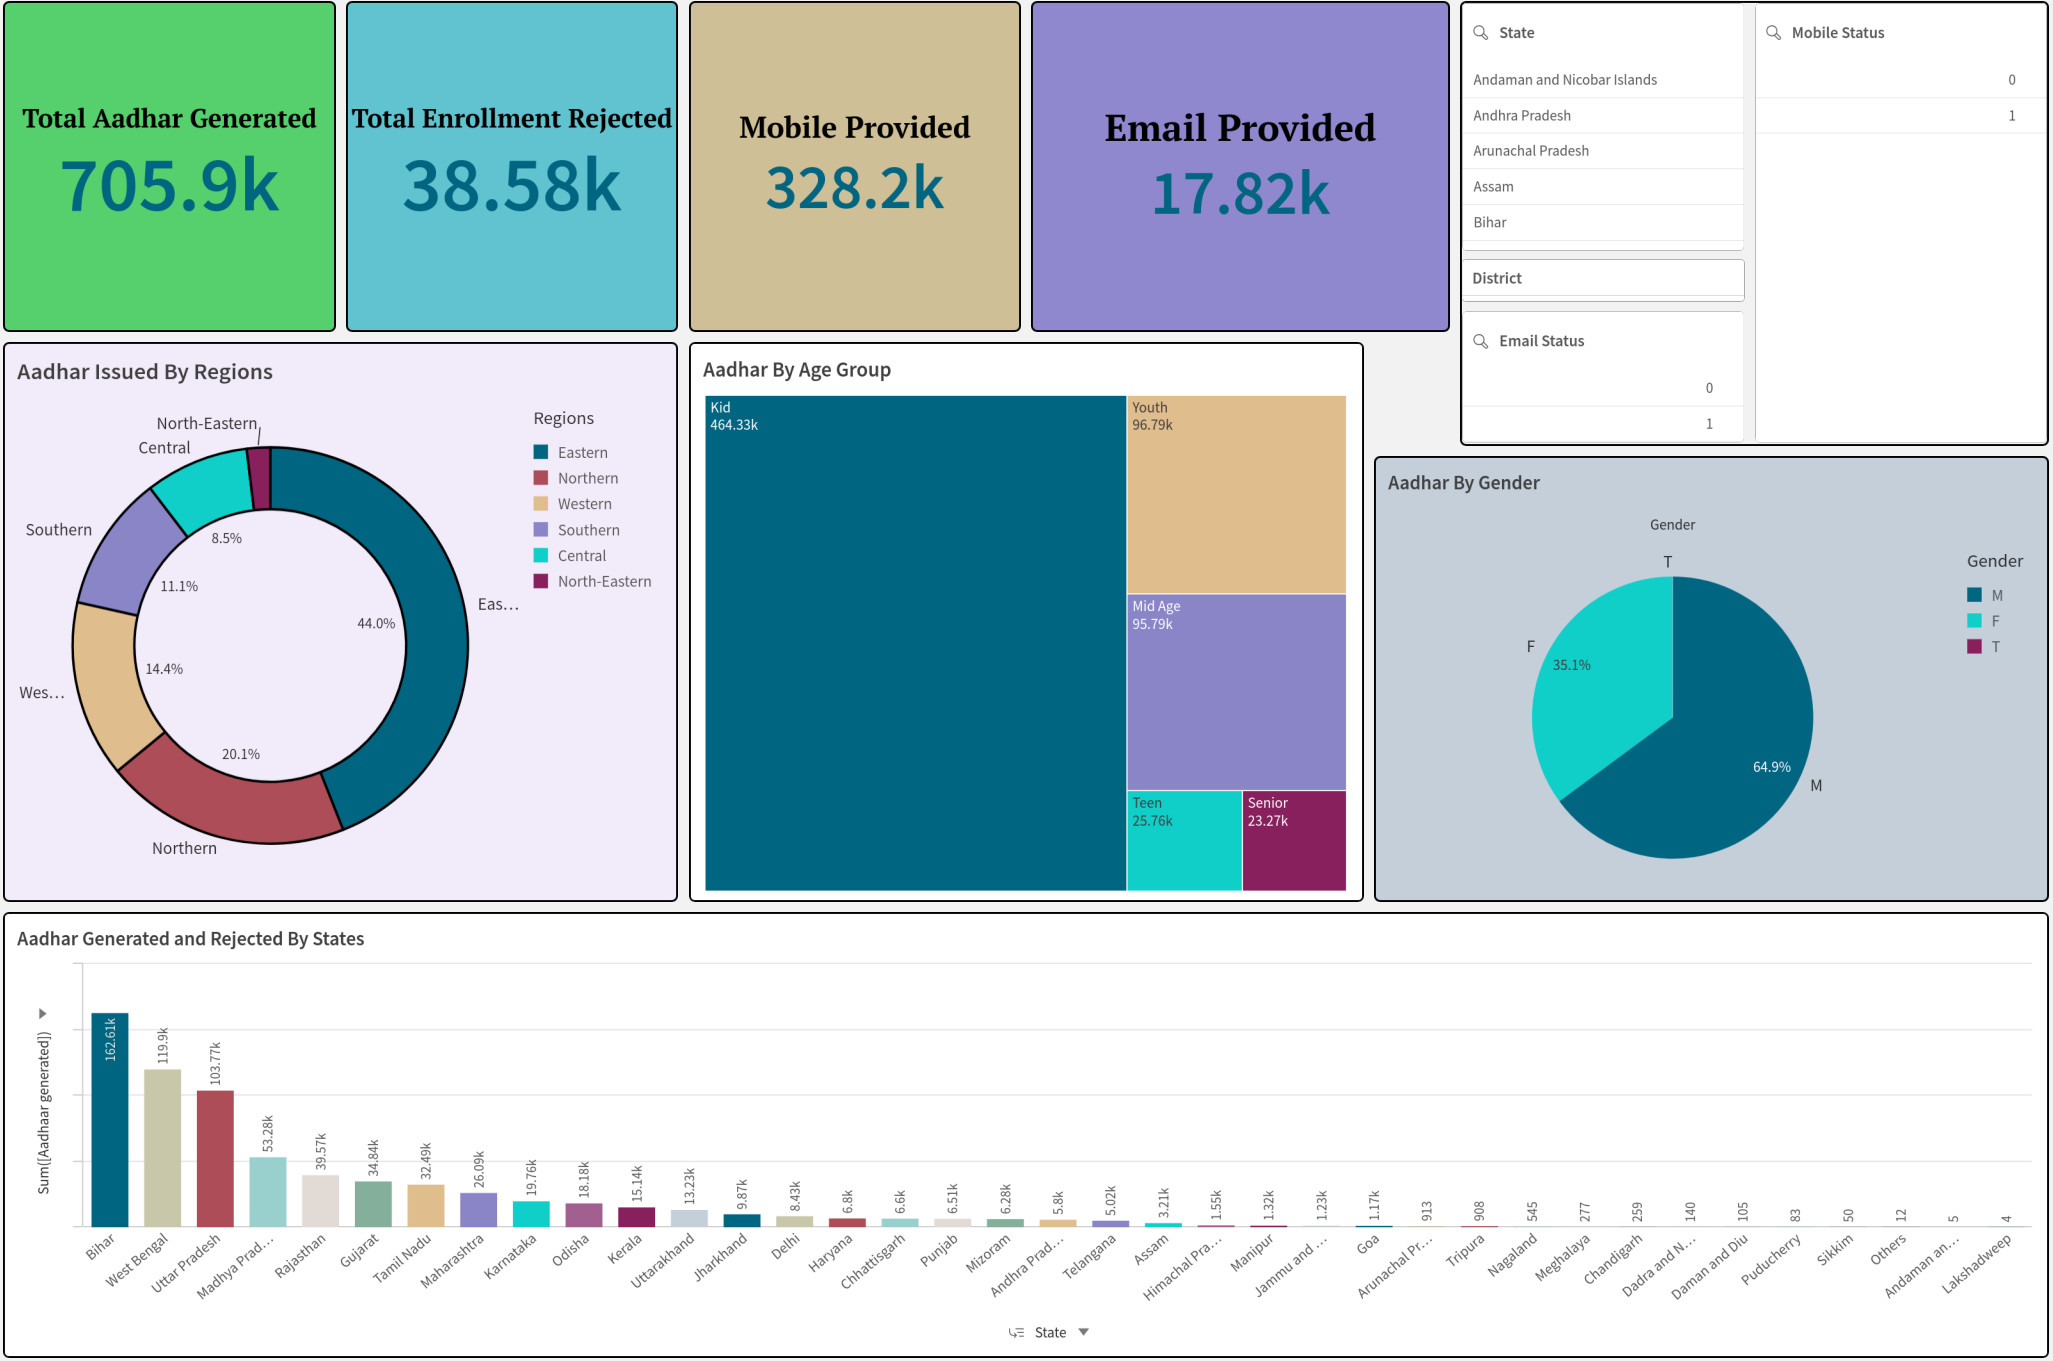 Total Aadhar Generated
705.9k
Total Enrollment Rejected
38.58k
Mobile Provided
328.2k
Email Provided
17.82k
State
Andaman and Nicobar Islands
Andhra Pradesh
Arunachal Pradesh
Assam
Bihar
District
Email Status
0
1
Mobile Status
0
1
Aadhar Issued By Regions
North-Eastern
Central
Southern
Wes…
Northern
Eas…
8.5%
11.1%
14.4%
20.1%
44.0%
Regions
Eastern
Northern
Western
Southern
Central
North-Eastern
Aadhar By Age Group
Kid
464.33k
Youth
96.79k
Mid Age
95.79k
Teen
25.76k
Senior
23.27k
Aadhar By Gender
Gender
T
F
35.1%
64.9%
M
Gender
M
F
T
Aadhar Generated and Rejected By States
Sum([Aadhaar generated])
162.61k
119.9k
103.77k
53.28k
39.57k
34.84k
32.49k
26.09k
19.76k
18.18k
15.14k
13.23k
9.87k
8.43k
6.8k
6.6k
6.51k
6.28k
5.8k
5.02k
3.21k
1.55k
1.32k
1.23k
1.17k
913
908
545
277
259
140
105
83
50
12
5
4
Bihar
West Bengal
Uttar Pradesh
Madhya Prad…
Rajasthan
Gujarat
Tamil Nadu
Maharashtra
Karnataka
Odisha
Kerala
Uttarakhand
Jharkhand
Delhi
Haryana
Chhattisgarh
Punjab
Mizoram
Andhra Prad…
Telangana
Assam
Himachal Pra…
Manipur
Jammu and …
Goa
Arunachal Pr…
Tripura
Nagaland
Meghalaya
Chandigarh
Dadra and N…
Daman and Diu
Puducherry
Sikkim
Others
Andaman an…
Lakshadweep
State